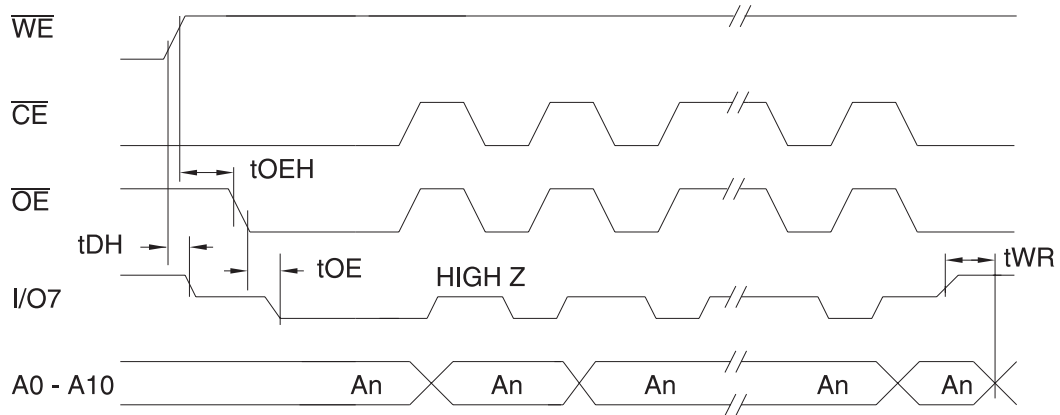 WE
CE
tOEH
OE
tDH
tOE
tWR
HIGH Z
I/O7
A0 - A10 An An An An An